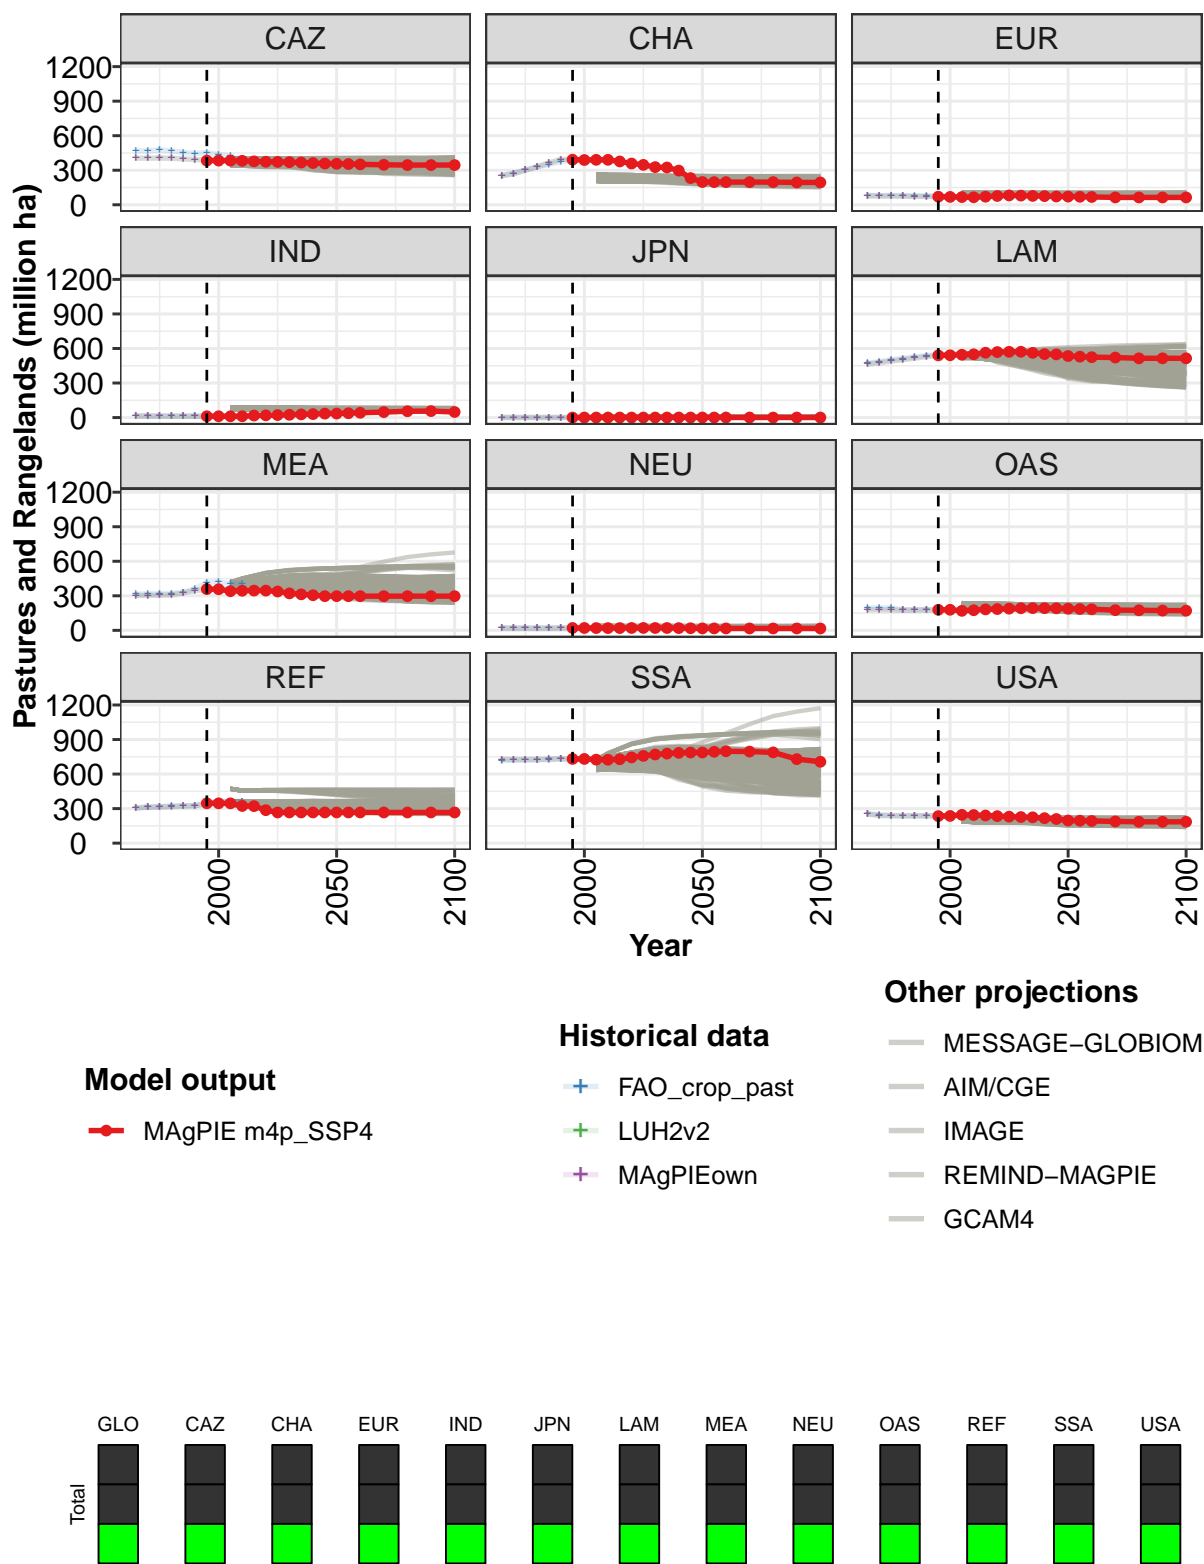 CAZ CHA EUR
1200
900
600
300
0
IND JPN LAM
1200
900
600
300
0
MEA NEU OAS
1200
900
600
300
0
REF SSA USA
1200
900
600
300
0
Pastures and Rangelands (million ha)
2000 2050 2100 2000 2050 2100 2000 2050 2100
Year
Model output
MAgPIE m4p_SSP4
Historical data
FAO_crop_past
LUH2v2
MAgPIEown
Other projections
MESSAGE−GLOBIOM
AIM/CGE
IMAGE
REMIND−MAGPIE
GCAM4
GLO CAZ CHA EUR IND JPN LAM MEA NEU OAS REF SSA USA
Total